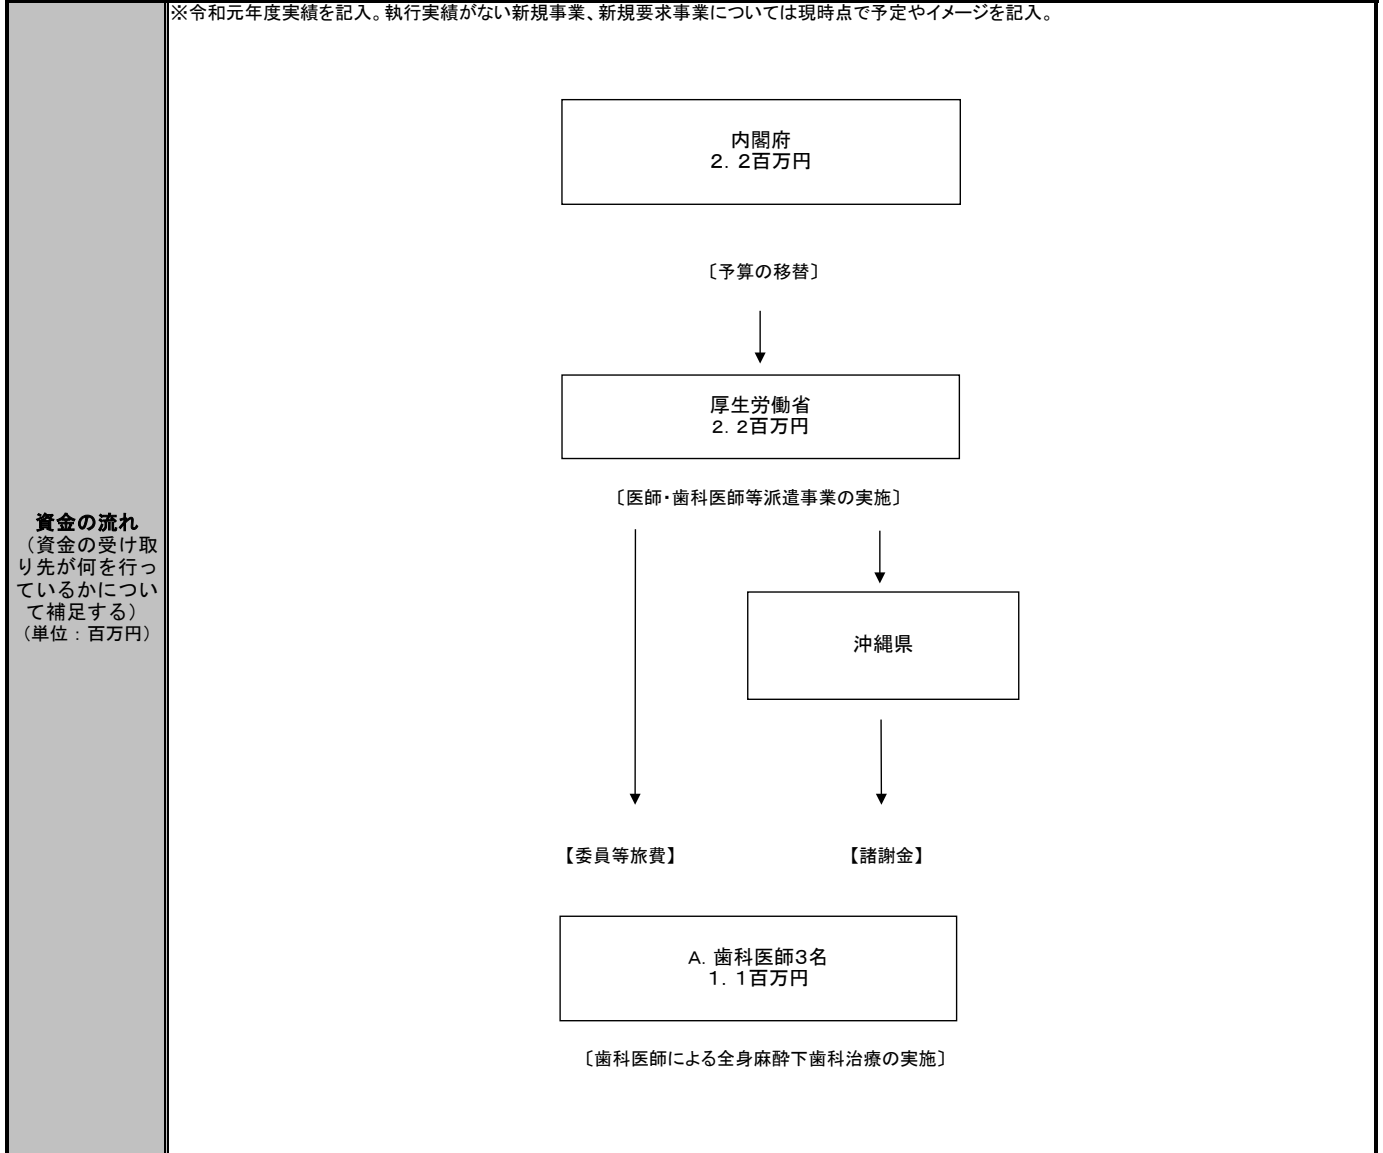 ※令和元年度実績を記入。執行実績がない新規事業、新規要求事業については現時点で予定やイメージを記入。
内閣府
２．２百万円
〔予算の移替〕
厚生労働省
２．２百万円
〔医師・歯科医師等派遣事業の実施〕
資金の流れ
（資金の受け取
り先が何を行っ
ているかについ
て補足する）
（単位：百万円）
沖縄県
【委員等旅費】
【諸謝金】
A．歯科医師３名
１．１百万円
〔歯科医師による全身麻酔下歯科治療の実施〕